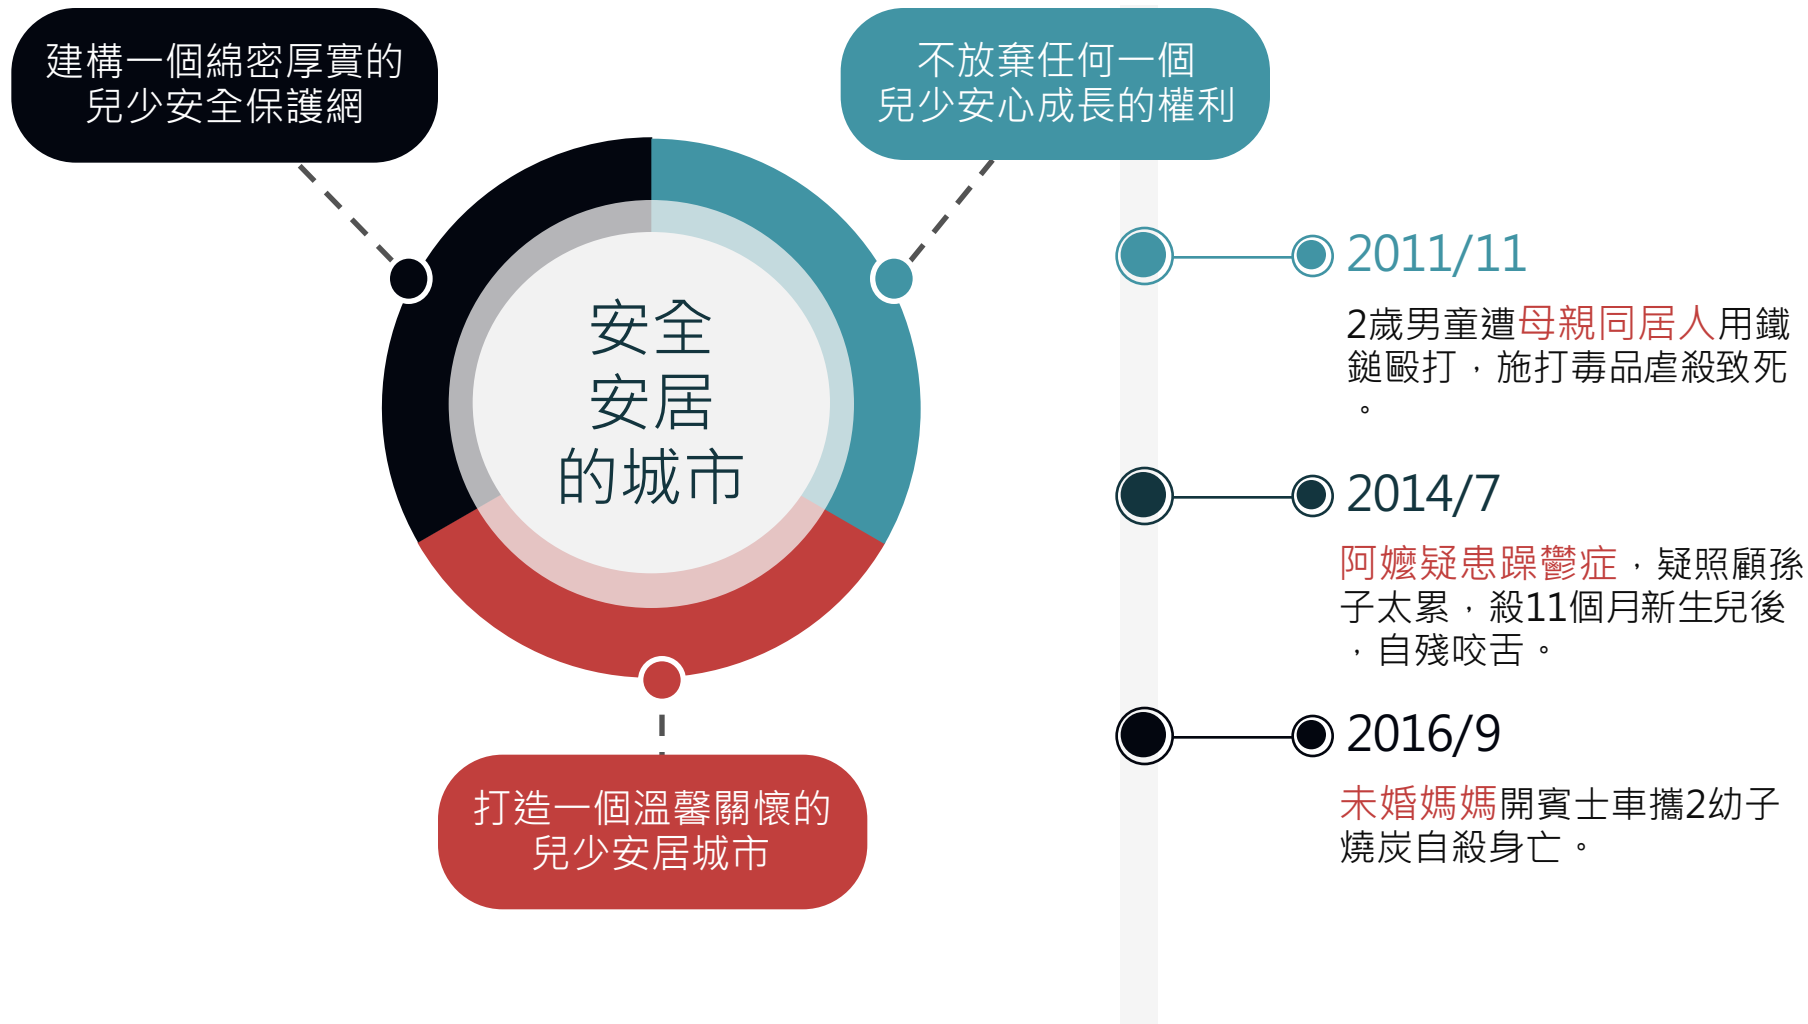 建構一個綿密厚實的
兒少安全保護網
不放棄任何一個
兒少安心成長的權利
安全
安居
的城市
打造一個溫馨關懷的
兒少安居城市
2011/11
2歲男童遭母親同居人用鐵
鎚毆打，施打毒品虐殺致死
。
2014/7
阿嬤疑患躁鬱症，疑照顧孫
子太累，殺11個月新生兒後
，自殘咬舌。
2016/9
未婚媽媽開賓士車攜2幼子
燒炭自殺身亡。